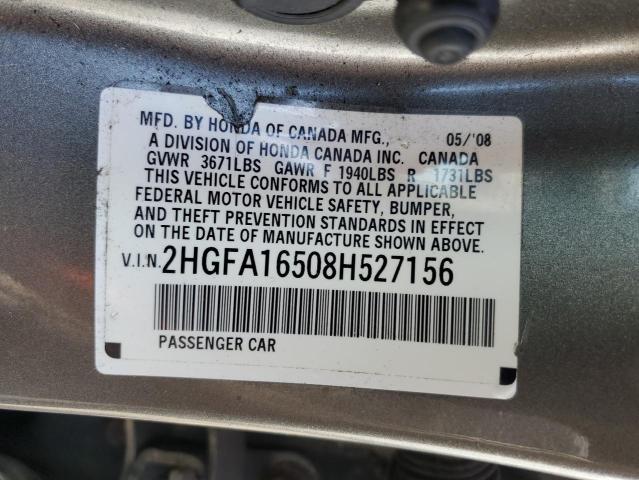 MFD. BY HONDA OF CANADA MFG., 05/'08
A DIVISION OF HONDA CANADA INC. CANADA
GVWR 3671LBS GAWR F 1940LBS R 1731LBS
THIS VEHICLE CONFORMS TO ALL APPLICABLE
FEDERAL MOTOR VEHICLE SAFETY, BUMPER,
AND THEFT PREVENTION STANDARDS IN EFFECT
ON THE DATE OF MANUFACTURE SHOWN ABOVE.
V.I.N. 2HGFA16508H527156
PASSENGER CAR